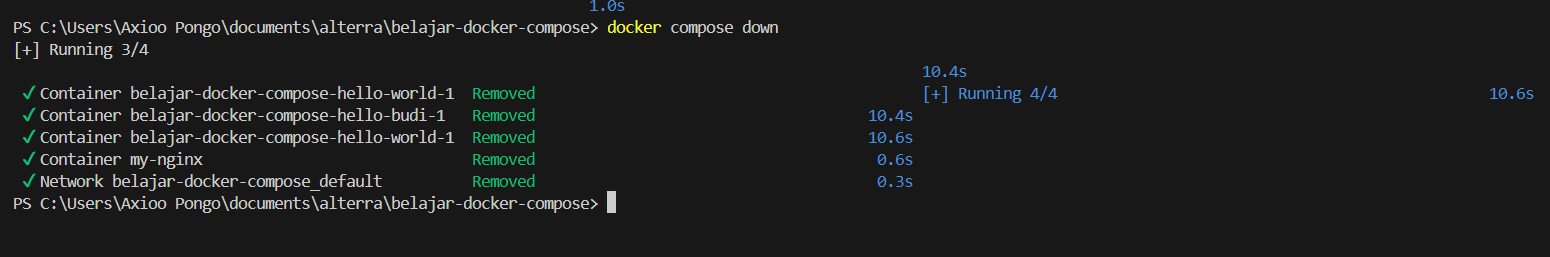 1.0s
PS C:\Users\Axioo Pongo\documents\alterra\belajar-docker-compose> docker compose down
[+] Running 3/4
10.4s
✓ Container belajar-docker-compose-hello-world-1 Removed [+] Running 4/4 10.6s
✓ Container belajar-docker-compose-hello-budi-1 Removed 10.4s
✓ Container belajar-docker-compose-hello-world-1 Removed 10.6s
✓ Container my-nginx Removed 0.6s
✓ Network belajar-docker-compose_default Removed 0.3s
PS C:\Users\Axioo Pongo\documents\alterra\belajar-docker-compose>